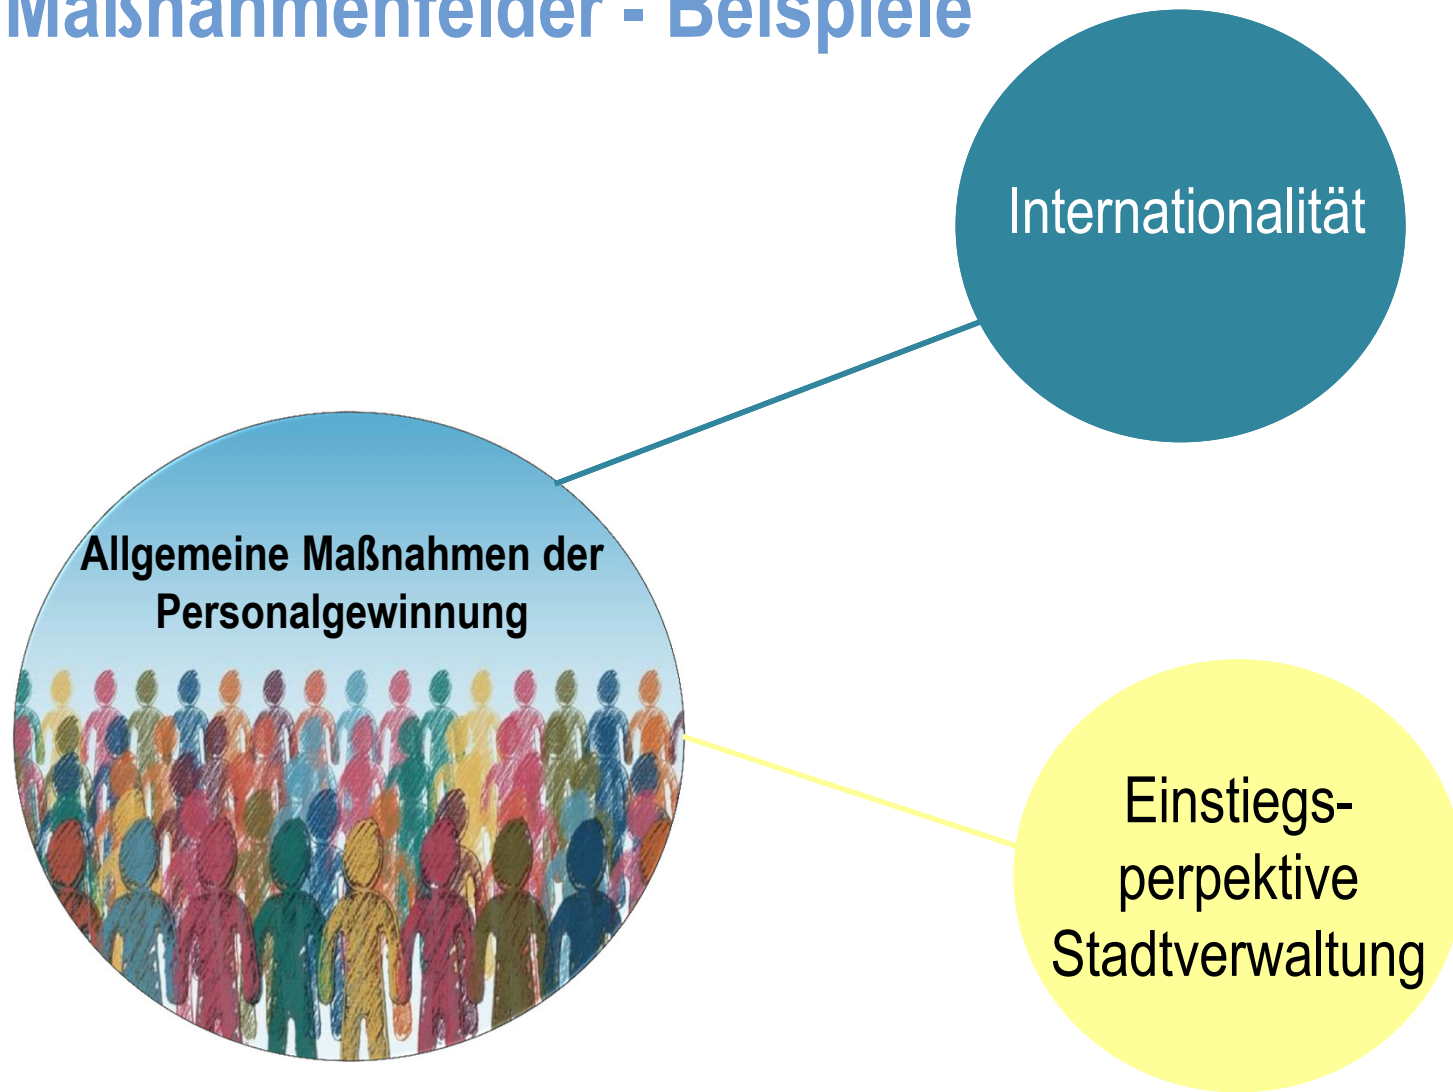 Maßnahmenfelder - Beispiele
Internationalität
Allgemeine Maßnahmen der
Personalgewinnung
Einstiegs-
perpektive
Stadtverwaltung